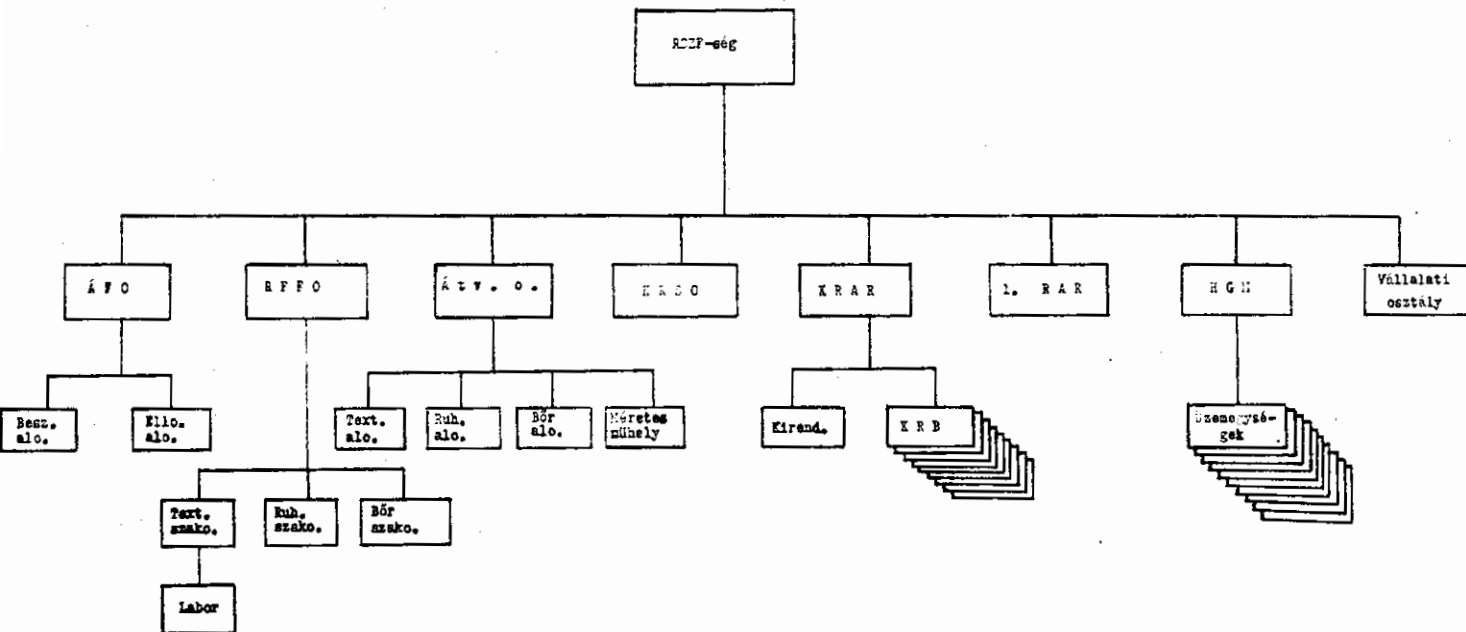 RSZF-ség
Á V O
R F F O
Á t v. o.
K R S O
K R A R
1. R A R
H G N
Vállalati
osztály
Besz.
alo.
Ello.
alo.
Text.
alo.
Ruh.
alo.
Bőr
alo.
Méretes
műhely
Kirend.
K R B
Üzemegysé-
gek
Text.
szako.
Ruh.
szako.
Bőr
szako.
Labor